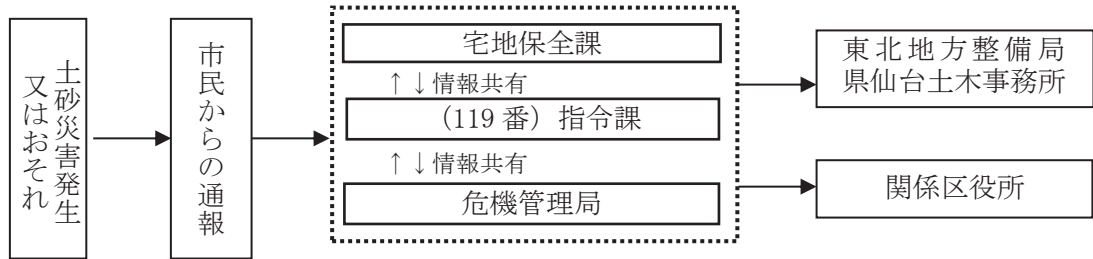 土砂災害発生
又はおそれ
市民からの通報
宅地保全課
↑↓情報共有
(119 番) 指令課
↑↓情報共有
危機管理局
東北地方整備局
県仙台土木事務所
関係区役所